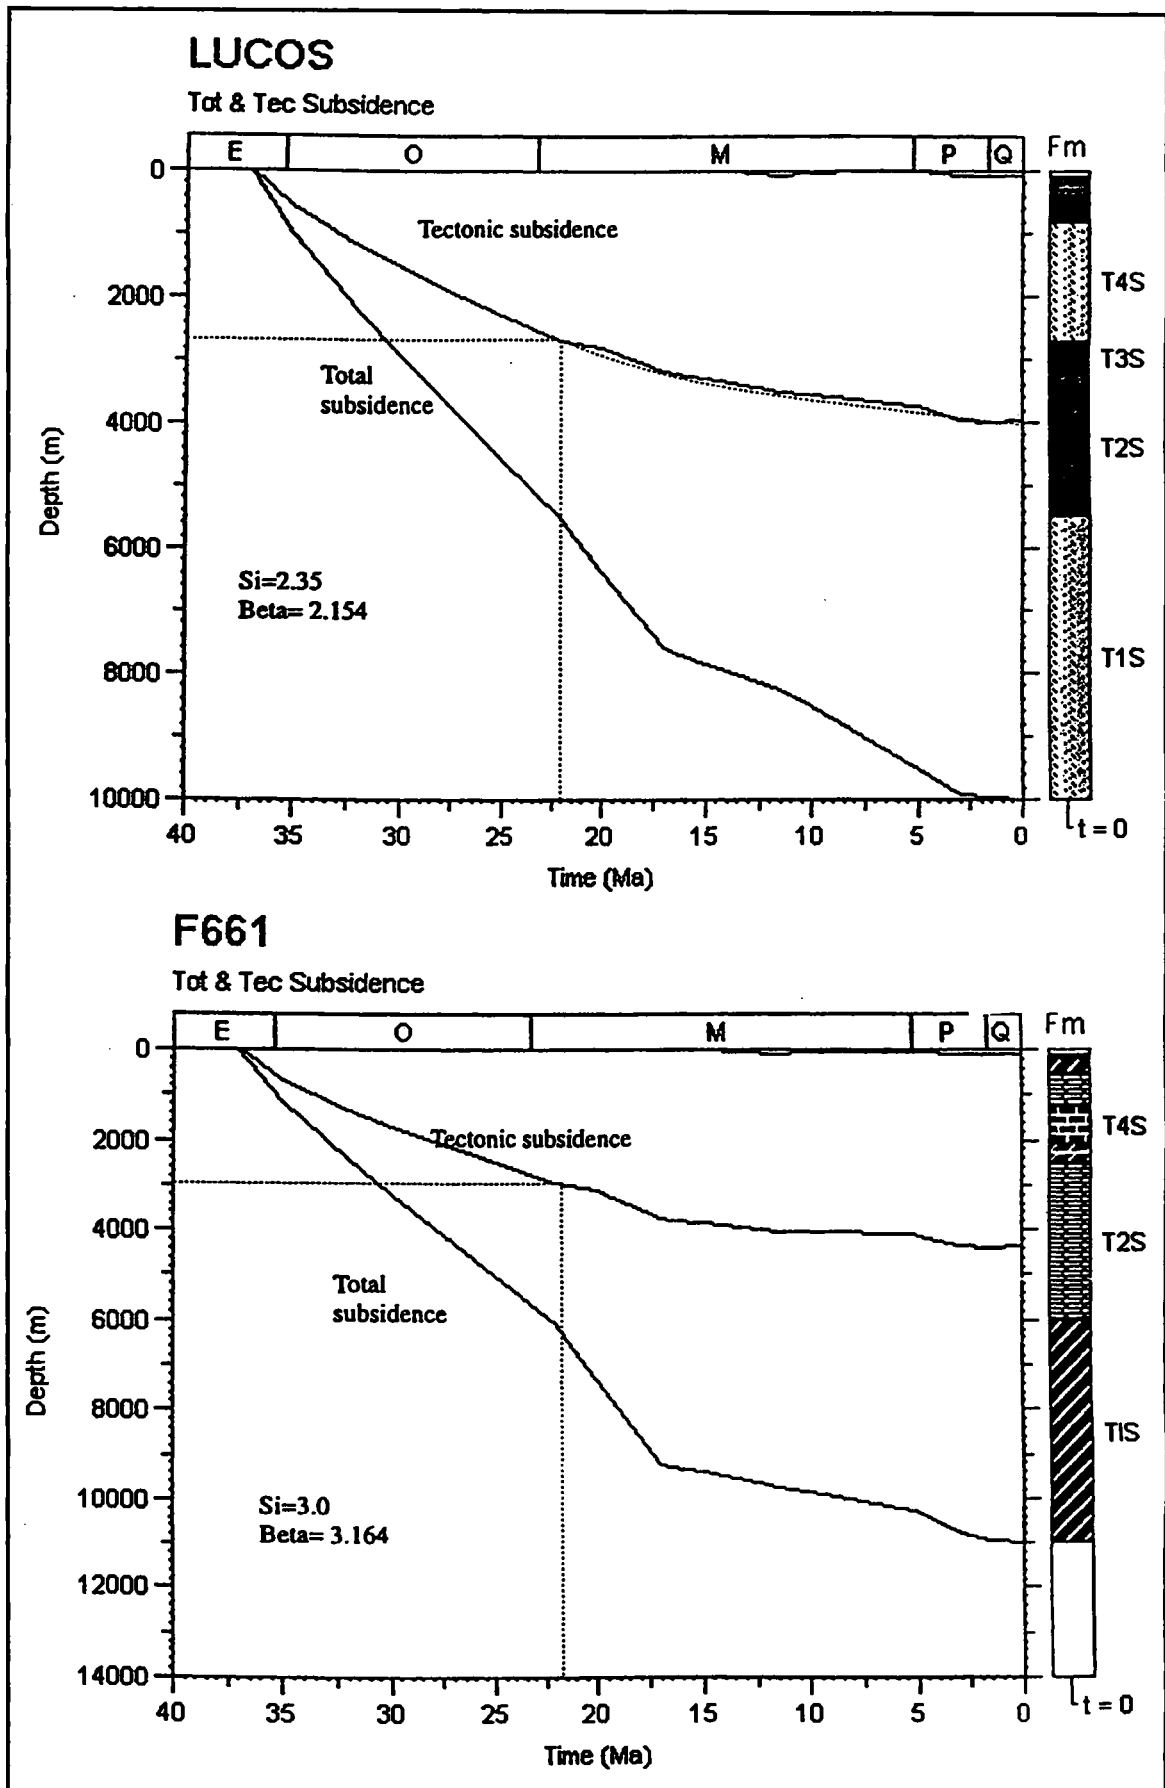 LUCOS
Tot & Tec Subsidence
E O M P Q Fm
0
Tectonic subsidence
2000
T4S
Total
subsidence
T3S
4000
T2S
Depth (m)
6000
Si=2.35
Beta= 2.154
T1S
8000
10000
40 35 30 25 20 15 10 5 0
t = 0
Time (Ma)
F661
Tot & Tec Subsidence
E O M P Q Fm
0
2000
Tectonic subsidence
T4S
4000
T2S
Total
subsidence
6000
Depth (m)
8000
T1S
10000
Si=3.0
Beta= 3.164
12000
14000
40 35 30 25 20 15 10 5 0
t = 0
Time (Ma)